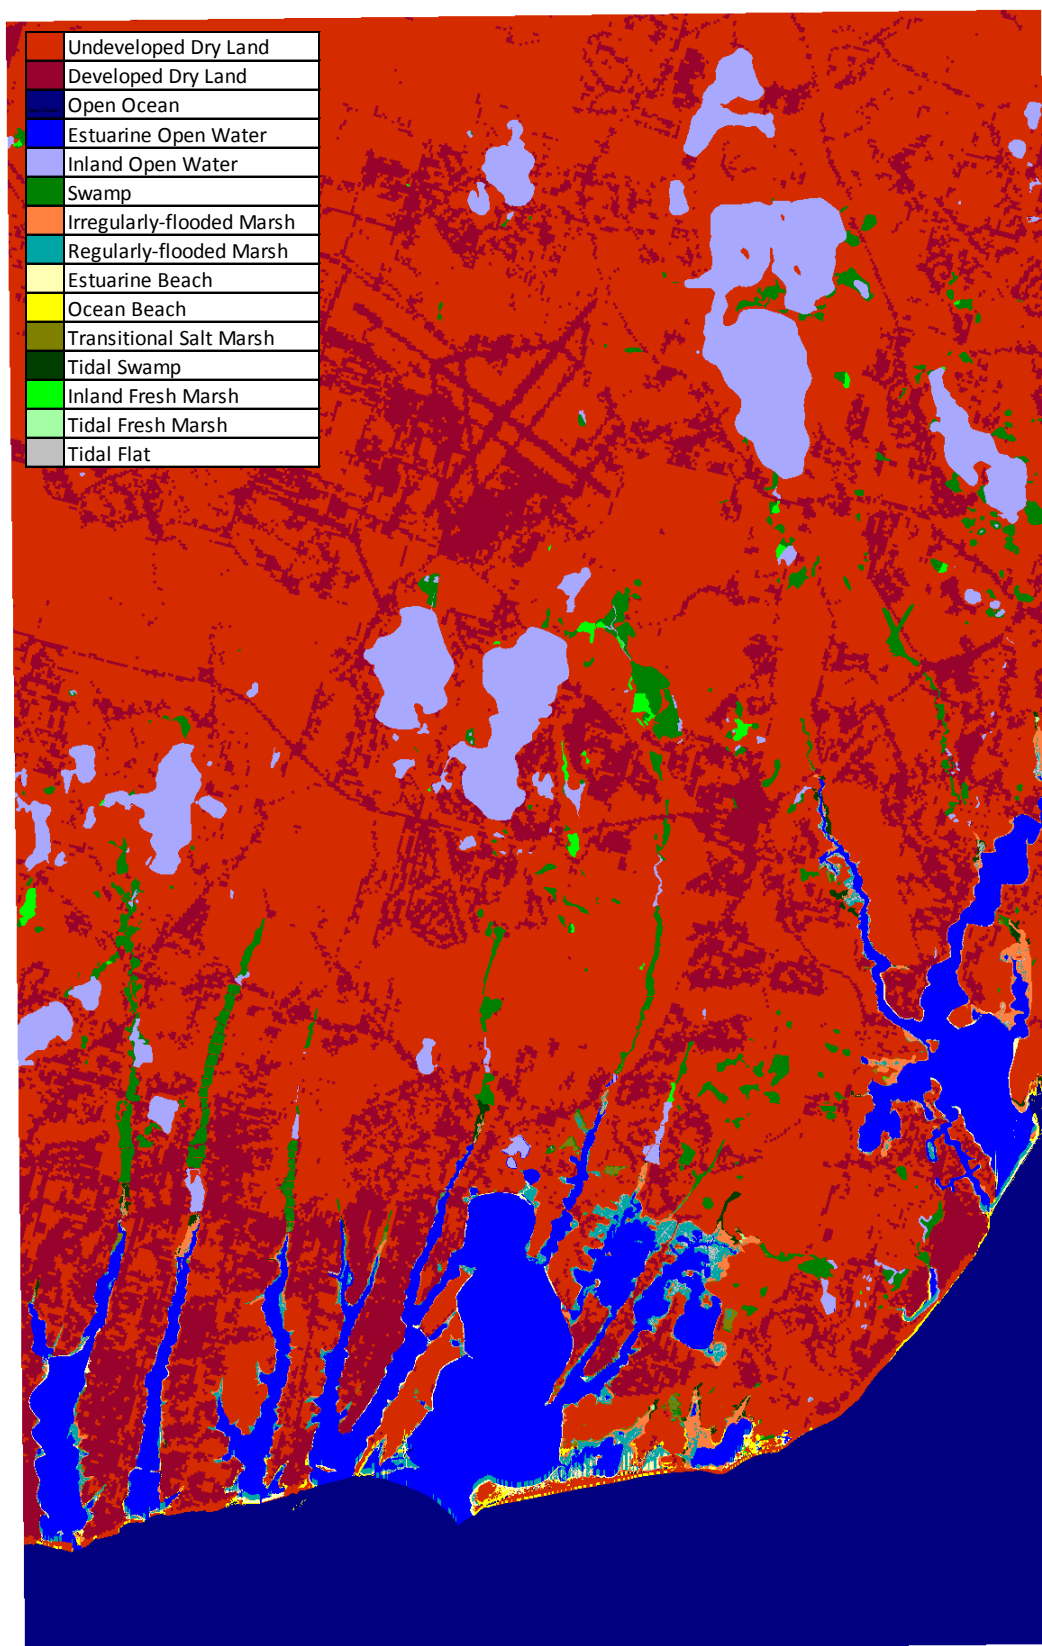 Undeveloped Dry Land
Developed Dry Land
Open Ocean
Estuarine Open Water
Inland Open Water
Swamp
Irregularly-flooded Marsh
Regularly-flooded Marsh
Estuarine Beach
Ocean Beach
Transitional Salt Marsh
Tidal Swamp
Inland Fresh Marsh
Tidal Fresh Marsh
Tidal Flat